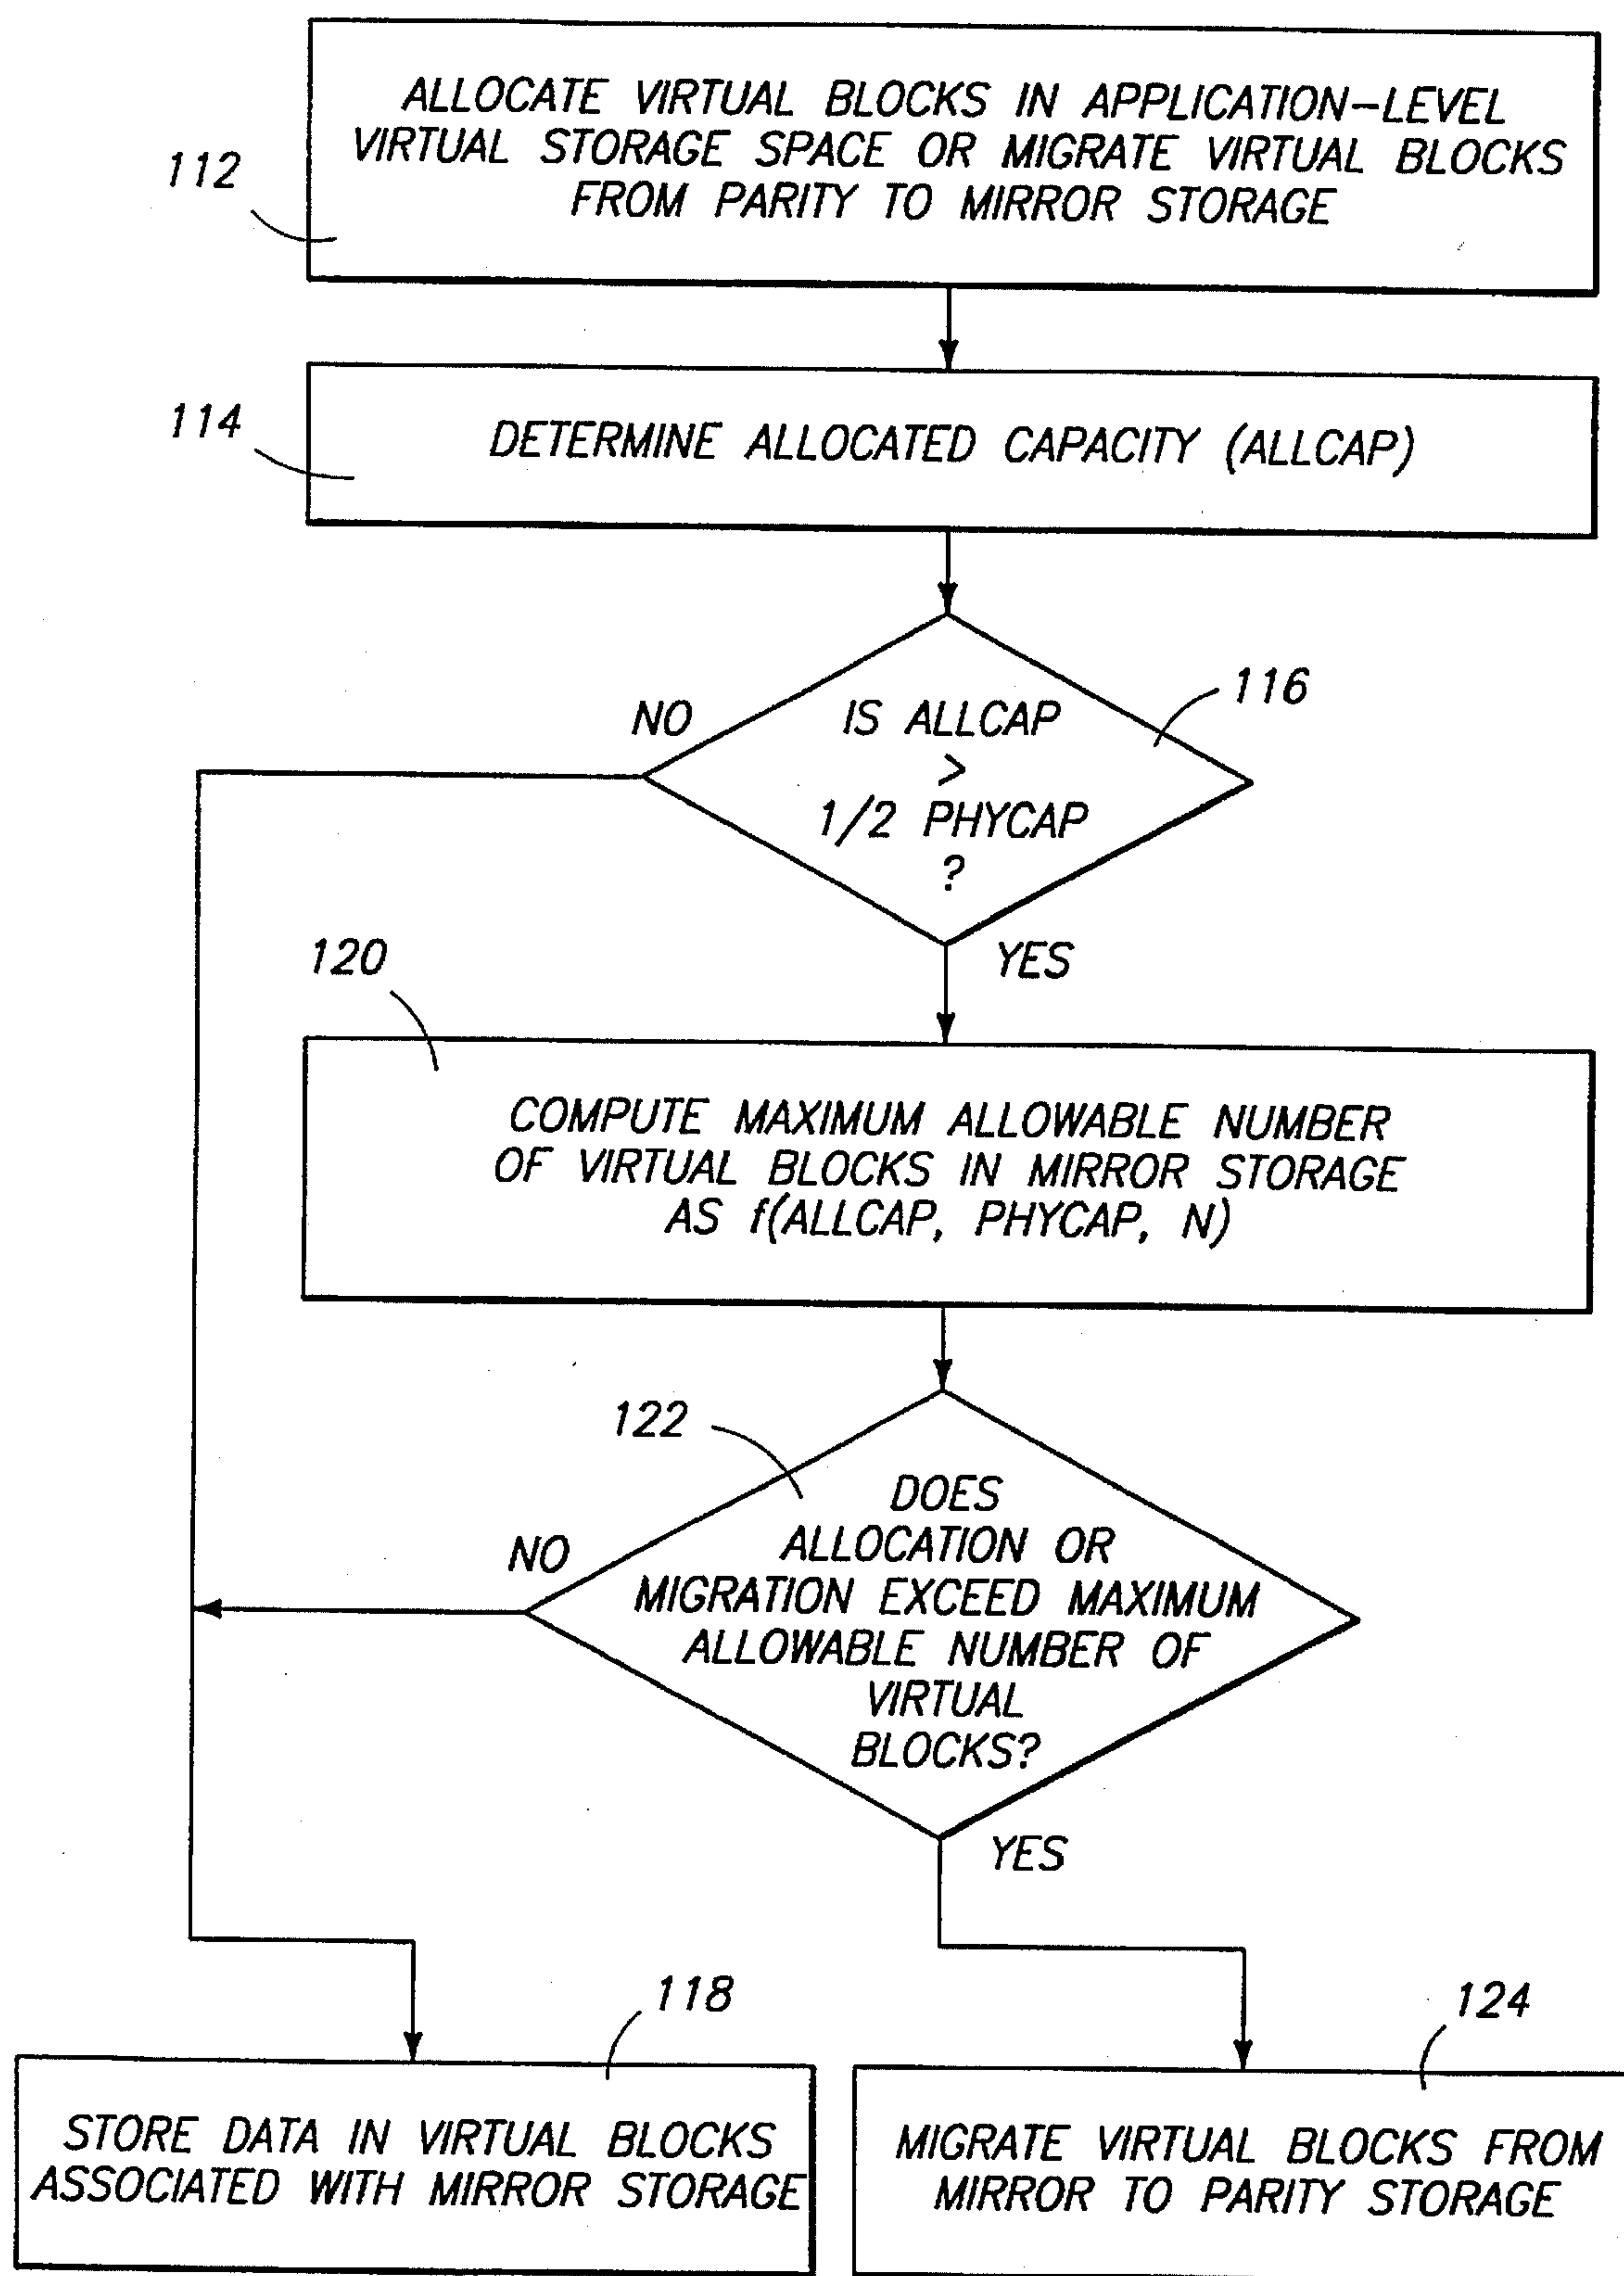 ALLOCATE VIRTUAL BLOCKS IN APPLICATION-LEVEL
VIRTUAL STORAGE SPACE OR MIGRATE VIRTUAL BLOCKS
FROM PARITY TO MIRROR STORAGE
112
DETERMINE ALLOCATED CAPACITY (ALLCAP)
114
116
NO
IS ALLCAP
>
1/2 PHYCAP
?
YES
120
COMPUTE MAXIMUM ALLOWABLE NUMBER
OF VIRTUAL BLOCKS IN MIRROR STORAGE
AS f(ALLCAP, PHYCAP, N)
122
DOES
ALLOCATION OR
MIGRATION EXCEED MAXIMUM
ALLOWABLE NUMBER OF
VIRTUAL
BLOCKS?
NO
YES
118
STORE DATA IN VIRTUAL BLOCKS
ASSOCIATED WITH MIRROR STORAGE
124
MIGRATE VIRTUAL BLOCKS FROM
MIRROR TO PARITY STORAGE